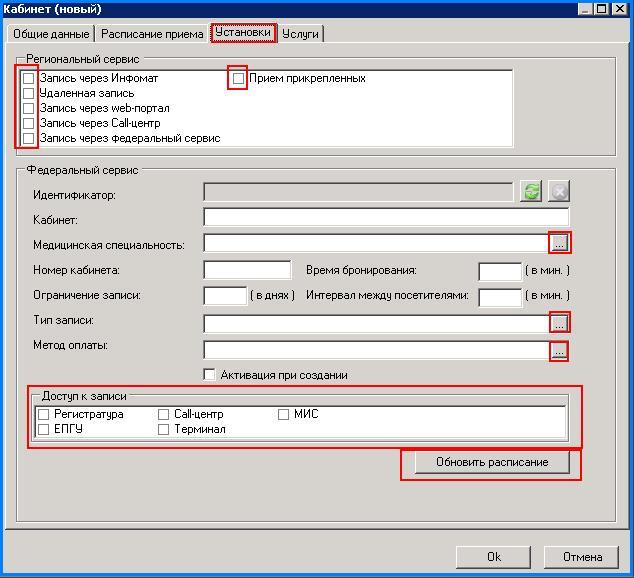 Кабинет (новый)
Общие данные Расписание приема Установки Услуги
Региональный сервис
Запись через Инфомат Прием прикрепленных
Удаленная запись
Запись через web-портал
Запись через Call-центр
Запись через федеральный сервис
Федеральный сервис
Идентификатор:
Кабинет:
Медицинская специальность: ...
Номер кабинета: Время бронирования: ( в мин. )
Ограничение записи: ( в днях ) Интервал между посетителями: ( в мин. )
Тип записи: ...
Метод оплаты: ...
Активация при создании
Доступ к записи
Регистратура Call-центр МИС
ЕПГУ Терминал
Обновить расписание
Ok Отмена